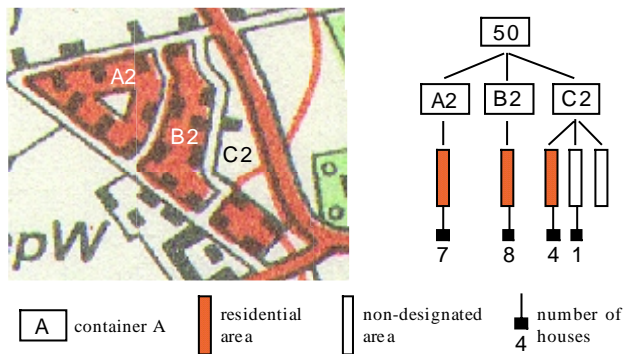 A2
B2
C2
epW
50
A2 B2 C2
7 8 4 1
A container A
residential
area
non-designated
area
number of
houses
4